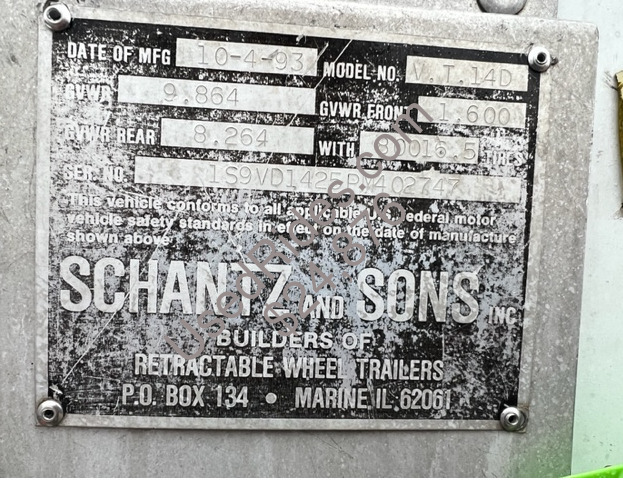 DATE OF MFG 10-4-93 MODEL NO. V.T.14D
GVWR 9,864 GVWR FRONT 1,600
GVWR REAR 8,264 WITH TIRES
SER. NO.
This vehicle conforms to all applicable U.S. federal motor
vehicle safety standards in effect on the date of manufacture
shown above
SCHANTZ AND SONS INC
BUILDERS OF
RETRACTABLE WHEEL TRAILERS
P.O. BOX 134 • MARINE IL. 62061
UsedRides.com